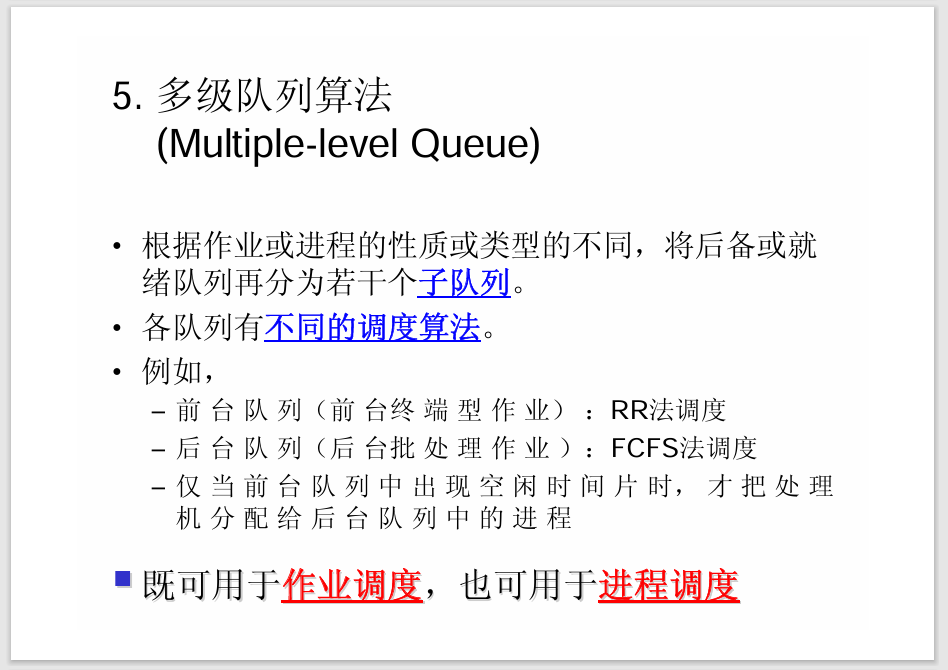 5. 多级队列算法
(Multiple-level Queue)
• 根据作业或进程的性质或类型的不同，将后备或就
绪队列再分为若干个子队列。
• 各队列有不同的调度算法。
• 例如，
– 前台队列（前台终端型作业）：RR法调度
– 后台队列（后台批处理作业）：FCFS法调度
– 仅当前台队列中出现空闲时间片时，才把处理
机分配给后台队列中的进程
■ 既可用于作业调度，也可用于进程调度